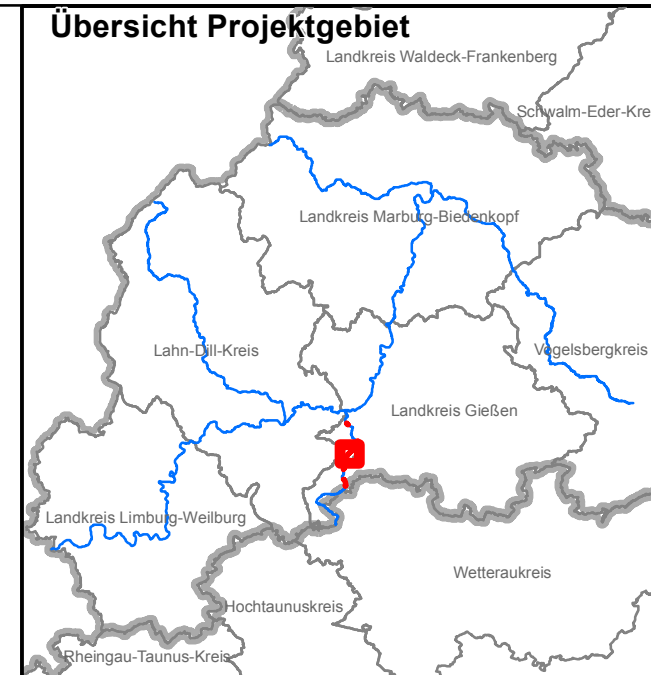 Übersicht Projektgebiet
Landkreis Waldeck-Frankenberg
Schwalm-Eder-Kre
Landkreis Marburg-Biedenkopf
Lahn-Dill-Kreis
Vogelsbergkreis
Landkreis Gießen
Landkreis Limburg-Weilburg
Wetteraukreis
Hochtaunuskreis
Rheingau-Taunus-Kreis